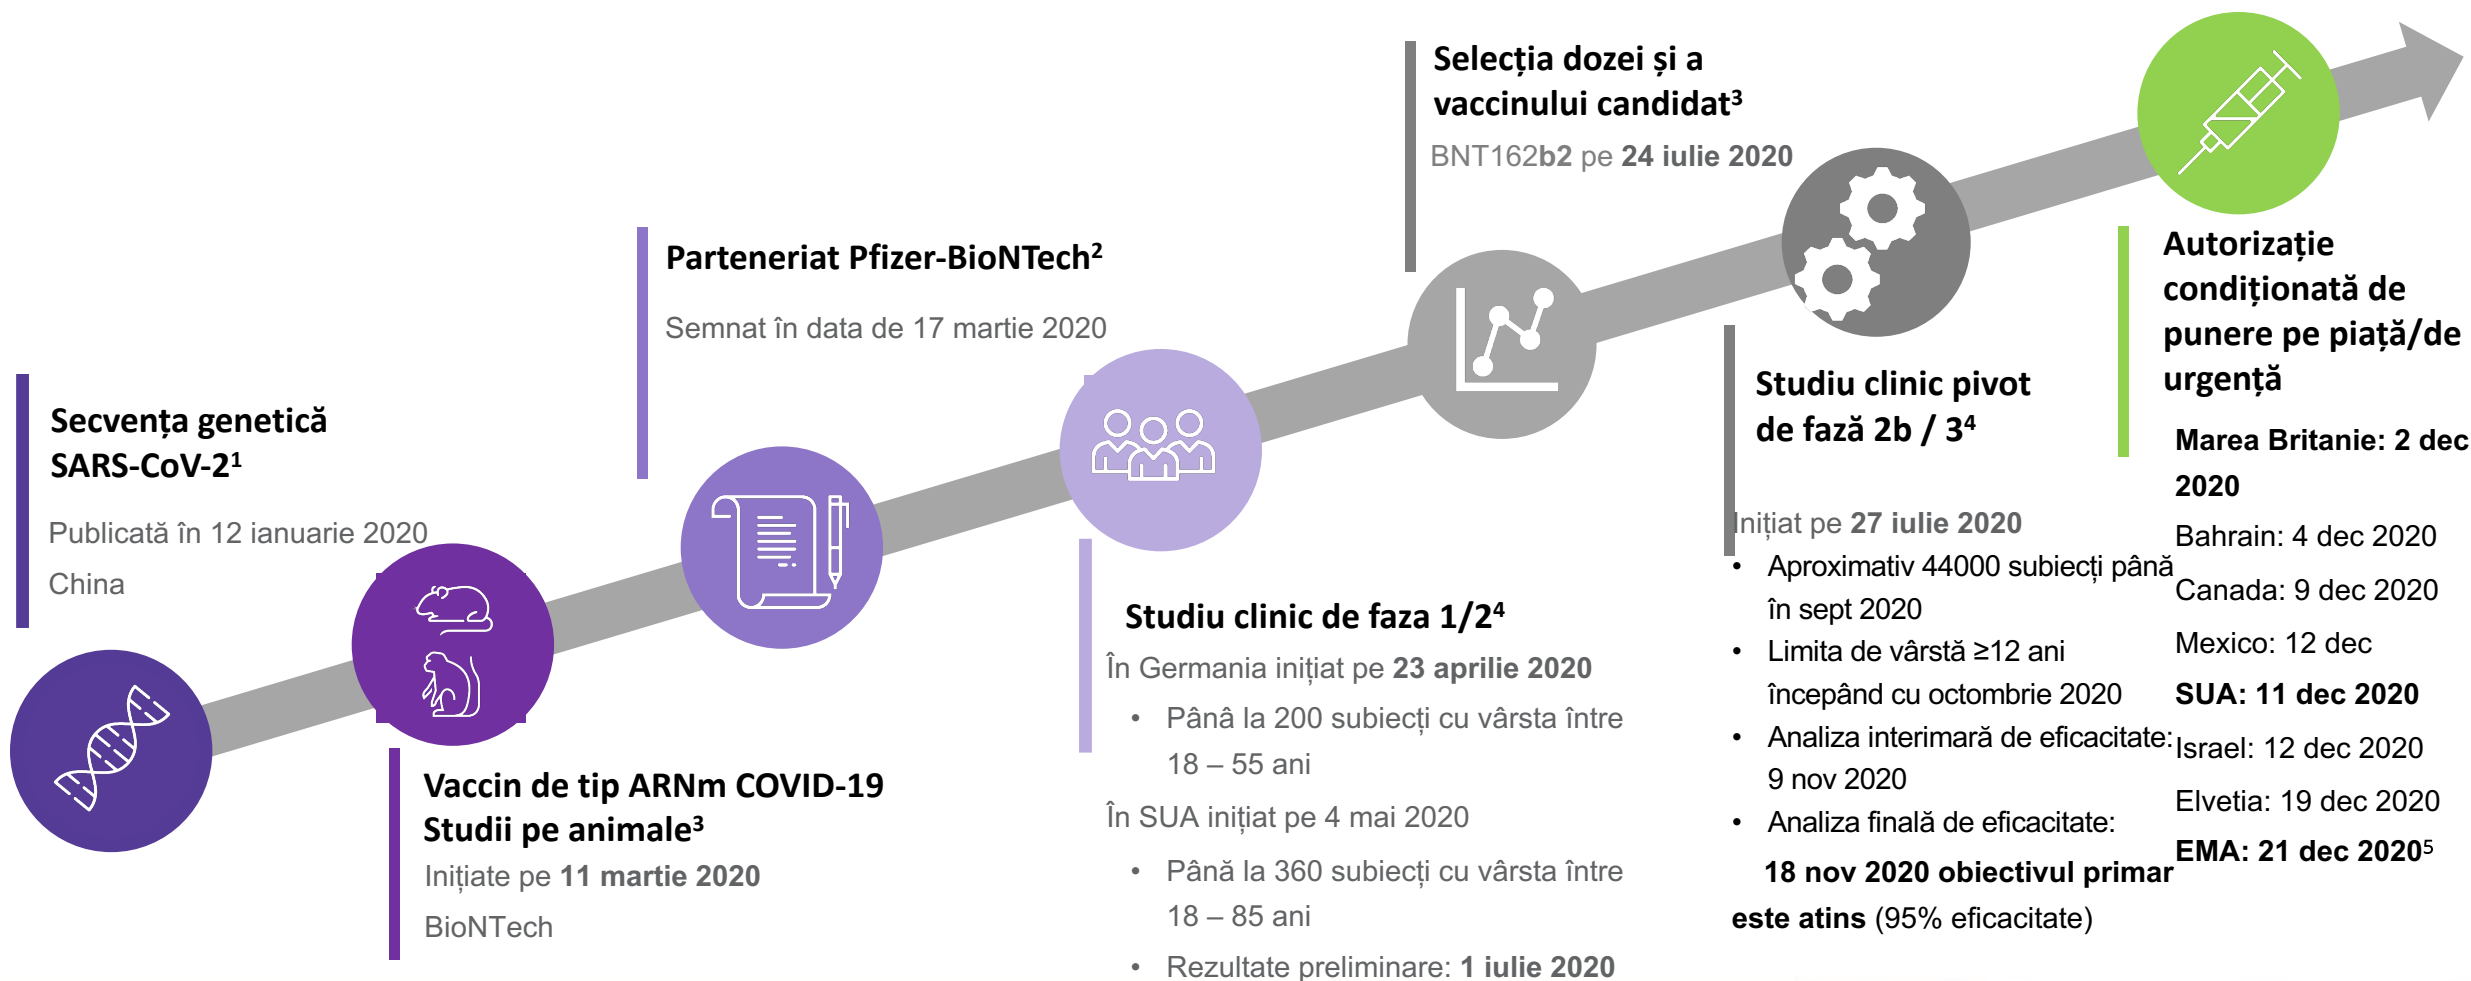 Secvența genetică
SARS-CoV-2¹
Publicată în 12 ianuarie 2020
China
Vaccin de tip ARNm COVID-19
Studii pe animale³
Inițiate pe 11 martie 2020
BioNTech
Parteneriat Pfizer-BioNTech²
Semnat în data de 17 martie 2020
Studiu clinic de faza 1/2⁴
În Germania inițiat pe 23 aprilie 2020
• Până la 200 subiecți cu vârsta între
18 – 55 ani
În SUA inițiat pe 4 mai 2020
• Până la 360 subiecți cu vârsta între
18 – 85 ani
• Rezultate preliminare: 1 iulie 2020
Selecția dozei și a
vaccinului candidat³
BNT162b2 pe 24 iulie 2020
Studiu clinic pivot
de fază 2b / 3⁴
Inițiat pe 27 iulie 2020
• Aproximativ 44000 subiecți până
în sept 2020
• Limita de vârstă ≥12 ani
începând cu octombrie 2020
• Analiza interimară de eficacitate:
9 nov 2020
• Analiza finală de eficacitate:
18 nov 2020 obiectivul primar
este atins (95% eficacitate)
Autorizație
condiționată de
punere pe piață/de
urgență
Marea Britanie: 2 dec
2020
Bahrain: 4 dec 2020
Canada: 9 dec 2020
Mexico: 12 dec
SUA: 11 dec 2020
Israel: 12 dec 2020
Elvetia: 19 dec 2020
EMA: 21 dec 2020⁵